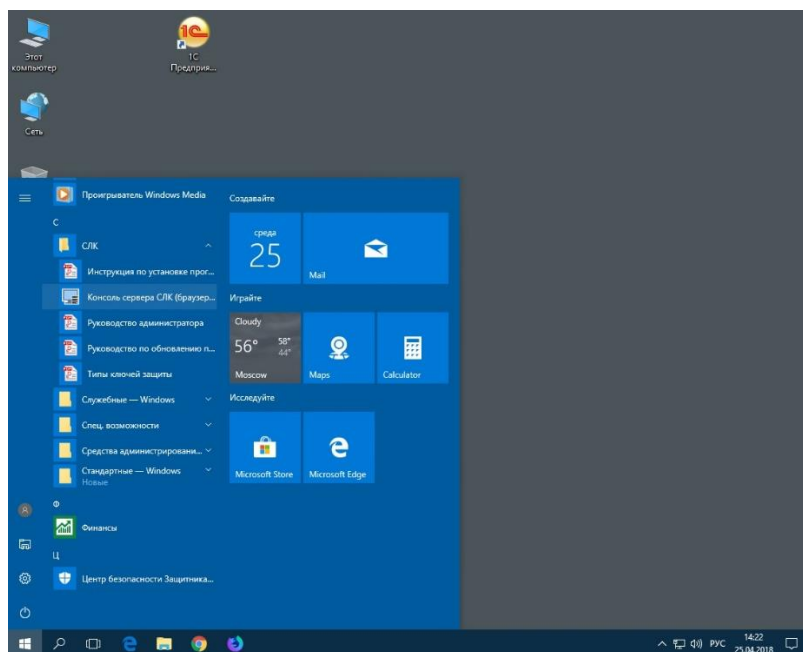 Этот
компьютер
1С
Предприя...
Сеть
Проигрыватель Windows Media
С
СЛК
Инструкция по установке прог...
Консоль сервера СЛК (браузер...
Руководство администратора
Руководство по обновлению п...
Типы ключей защиты
Служебные — Windows
Спец. возможности
Средства администрировани...
Стандартные — Windows
Новые
Ф
Финансы
Ц
Центр безопасности Защитника...
Создавайте
среда
25
Mail
Играйте
Cloudy
56° 58°
44°
Moscow
Maps
Calculator
Исследуйте
Microsoft Store
Microsoft Edge
РУС
14:22
25.04.2018